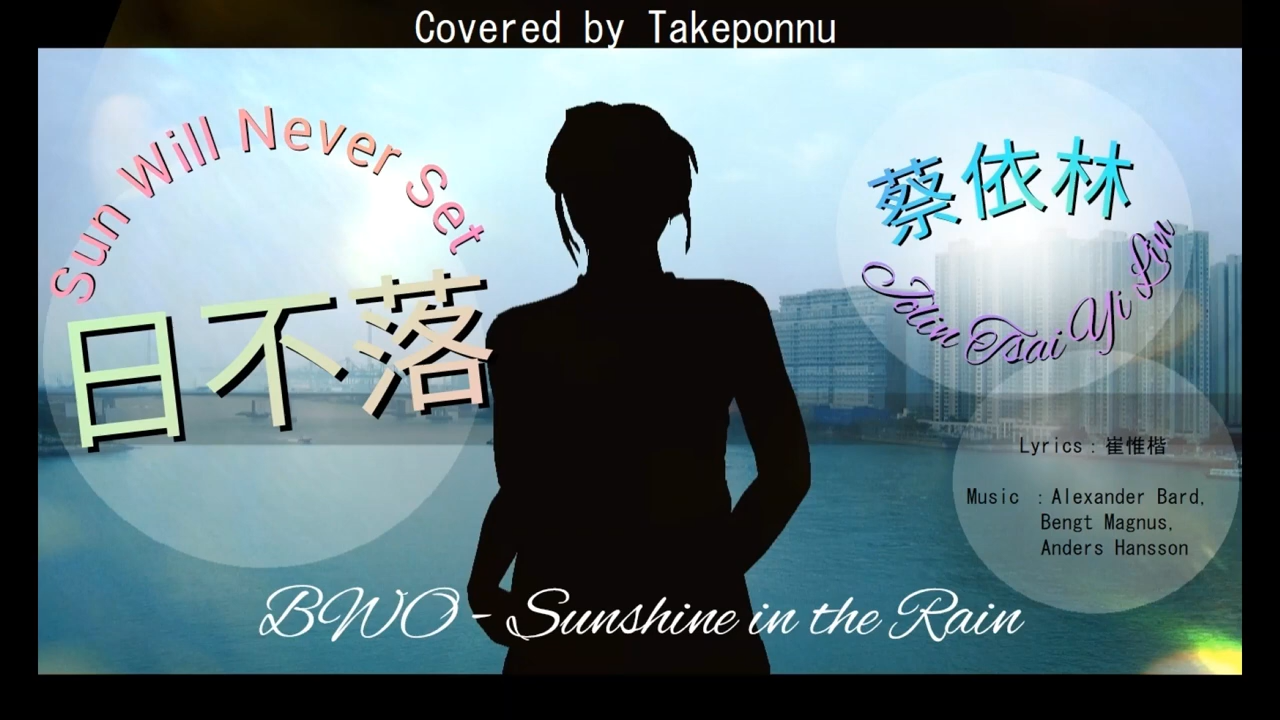 Covered by Takeponnu
Sun Will Never Set
日不落
蔡依林
Jolin Tsai Yi Lin
Lyrics : 崔惟楷
Music : Alexander Bard,
Bengt Magnus,
Anders Hansson
BWO - Sunshine in the Rain